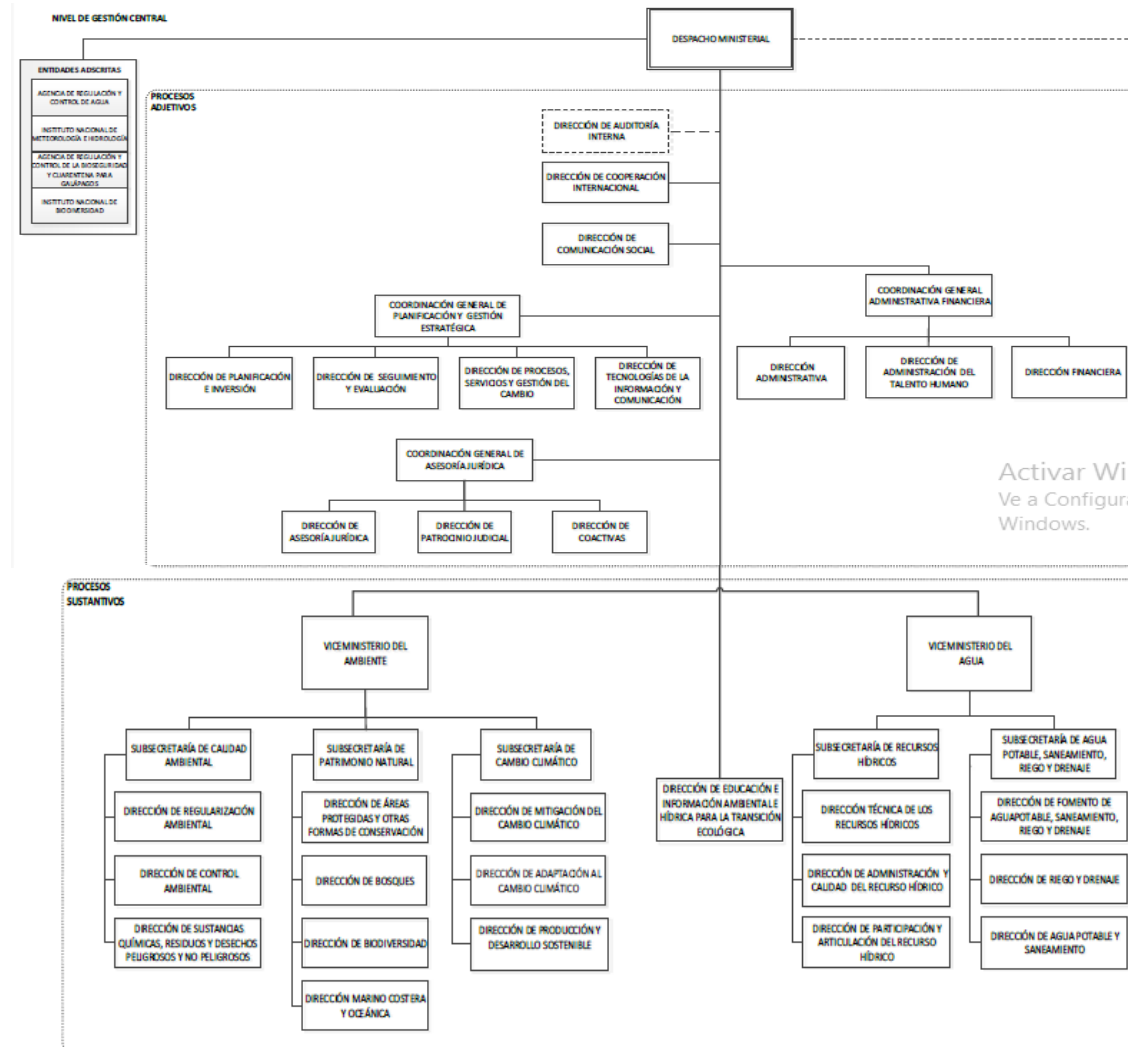 NIVEL DE GESTIÓN CENTRAL
DESPACHO MINISTERIAL
ENTIDADES ADSCRITAS
AGENCIA DE REGULACIÓN Y
CONTROL DE AGUA
INSTITUTO NACIONAL DE
METEOROLOGÍA E HIDROLOGÍA
AGENCIA DE REGULACIÓN Y
CONTROL DE LA BIOSEGURIDAD
Y CUARENTENA PARA
GALÁPAGOS
INSTITUTO NACIONAL DE
BIODIVERSIDAD
PROCESOS
ADJETIVOS
DIRECCIÓN DE AUDITORÍA
INTERNA
DIRECCIÓN DE COOPERACIÓN
INTERNACIONAL
DIRECCIÓN DE
COMUNICACIÓN SOCIAL
COORDINACIÓN GENERAL
ADMINISTRATIVA FINANCIERA
COORDINACIÓN GENERAL DE
PLANIFICACIÓN Y GESTIÓN
ESTRATÉGICA
DIRECCIÓN DE PLANIFICACIÓN
E INVERSIÓN
DIRECCIÓN DE SEGUIMIENTO
Y EVALUACIÓN
DIRECCIÓN DE PROCESOS,
SERVICIOS Y GESTIÓN DEL
CAMBIO
DIRECCIÓN DE
TECNOLOGÍAS DE LA
INFORMACIÓN Y
COMUNICACIÓN
DIRECCIÓN
ADMINISTRATIVA
DIRECCIÓN DE
ADMINISTRACIÓN DEL
TALENTO HUMANO
DIRECCIÓN FINANCIERA
COORDINACIÓN GENERAL DE
ASESORÍA JURÍDICA
DIRECCIÓN DE
ASESORÍA JURÍDICA
DIRECCIÓN DE
PATROCINIO JUDICIAL
DIRECCIÓN DE
COACTIVAS
Activar Wi
Ve a Configura
Windows.
PROCESOS
SUSTANTIVOS
VICEMINISTERIO DEL
AMBIENTE
VICEMINISTERIO DEL
AGUA
SUBSECRETARÍA DE CALIDAD
AMBIENTAL
DIRECCIÓN DE REGULARIZACIÓN
AMBIENTAL
DIRECCIÓN DE CONTROL
AMBIENTAL
DIRECCIÓN DE SUSTANCIAS
QUÍMICAS, RESIDUOS Y DESECHOS
PELIGROSOS Y NO PELIGROSOS
SUBSECRETARÍA DE
PATRIMONIO NATURAL
DIRECCIÓN DE ÁREAS
PROTEGIDAS Y OTRAS
FORMAS DE CONSERVACIÓN
DIRECCIÓN DE BOSQUES
DIRECCIÓN DE BIODIVERSIDAD
DIRECCIÓN MARINO COSTERA
Y OCEÁNICA
SUBSECRETARÍA DE
CAMBIO CLIMÁTICO
DIRECCIÓN DE MITIGACIÓN DEL
CAMBIO CLIMÁTICO
DIRECCIÓN DE ADAPTACIÓN AL
CAMBIO CLIMÁTICO
DIRECCIÓN DE PRODUCCIÓN Y
DESARROLLO SOSTENIBLE
DIRECCIÓN DE EDUCACIÓN E
INFORMACIÓN AMBIENTAL E
HÍDRICA PARA LA TRANSICIÓN
ECOLÓGICA
SUBSECRETARÍA DE RECURSOS
HÍDRICOS
DIRECCIÓN TÉCNICA DE LOS
RECURSOS HÍDRICOS
DIRECCIÓN DE ADMINISTRACIÓN Y
CALIDAD DEL RECURSO HÍDRICO
DIRECCIÓN DE PARTICIPACIÓN Y
ARTICULACIÓN DEL RECURSO
HÍDRICO
SUBSECRETARÍA DE AGUA
POTABLE, SANEAMIENTO,
RIEGO Y DRENAJE
DIRECCIÓN DE FOMENTO DE
AGUAPOTABLE, SANEAMIENTO,
RIEGO Y DRENAJE
DIRECCIÓN DE RIEGO Y DRENAJE
DIRECCIÓN DE AGUA POTABLE Y
SANEAMIENTO